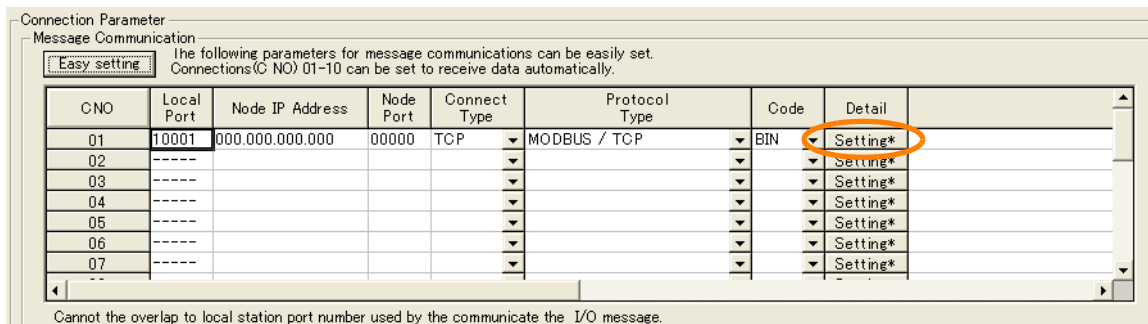 Connection Parameter
Message Communication
Easy setting
The following parameters for message communications can be easily set.
Connections(C NO) 01-10 can be set to receive data automatically.
C NO Local Port Node IP Address Node Port Connect Type Protocol Type Code Detail
01 10001 000.000.000.000 00000 TCP MODBUS / TCP BIN Setting*
02 ----- Setting*
03 ----- Setting*
04 ----- Setting*
05 ----- Setting*
06 ----- Setting*
07 ----- Setting*
Cannot the overlap to local station port number used by the communicate the I/O message.